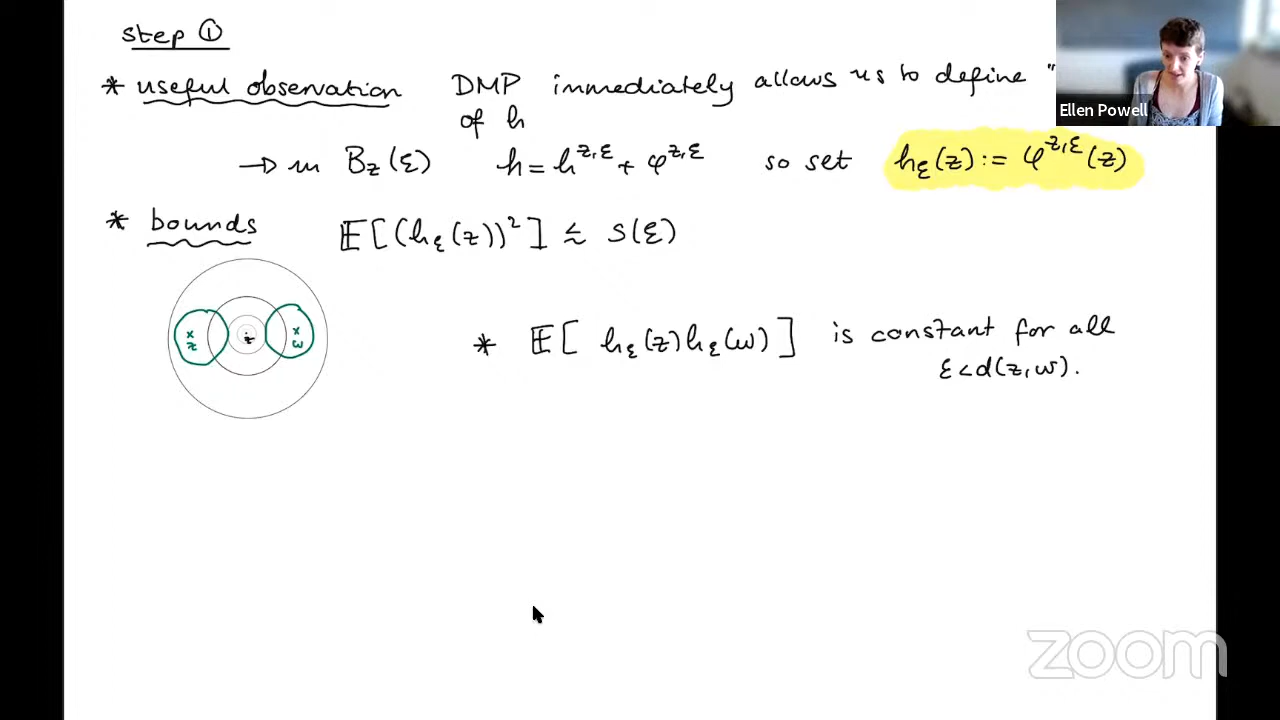 step ①
* useful observation DMP immediately allows us to define "
of h
→ in B_z(ε) h = h^{z,ε} + φ^{z,ε} so set h_ε(z) := φ^{z,ε}(z)
* bounds 𝔼[(h_ε(z))²] ≲ s(ε)
* 𝔼[ h_ε(z)h_ε(w) ] is constant for all
ε < d(z,w).
x z
z
x w
Ellen Powell
zoom